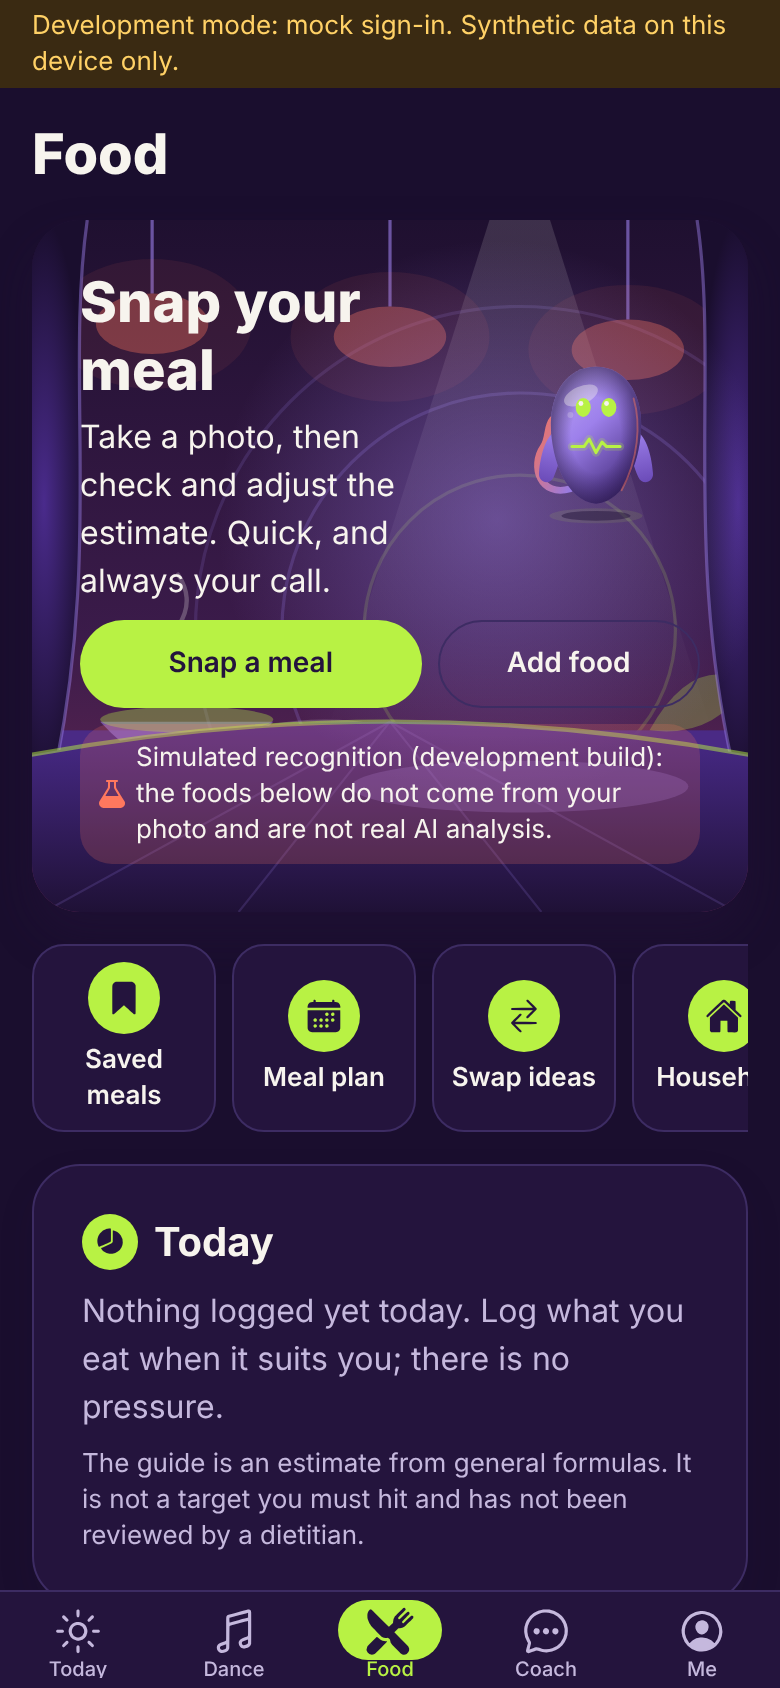 Development mode: mock sign-in. Synthetic data on this
device only.
Food
Snap your
meal
Take a photo, then
check and adjust the
estimate. Quick, and
always your call.
Snap a meal
Add food
Simulated recognition (development build):
the foods below do not come from your
photo and are not real AI analysis.
Saved
meals
Meal plan
Swap ideas
Househ
Today
Nothing logged yet today. Log what you
eat when it suits you; there is no
pressure.
The guide is an estimate from general formulas. It
is not a target you must hit and has not been
reviewed by a dietitian.
Today
Dance
Food
Coach
Me